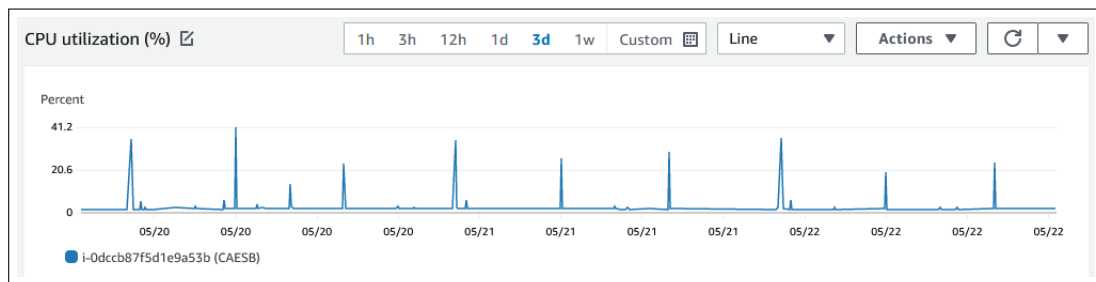 CPU utilization (%) 1h 3h 12h 1d 3d 1w Custom Line Actions
Percent
41.2
20.6
0
05/20 05/20 05/20 05/20 05/21 05/21 05/21 05/21 05/22 05/22 05/22 05/22
i-0dccb87f5d1e9a53b (CAESB)